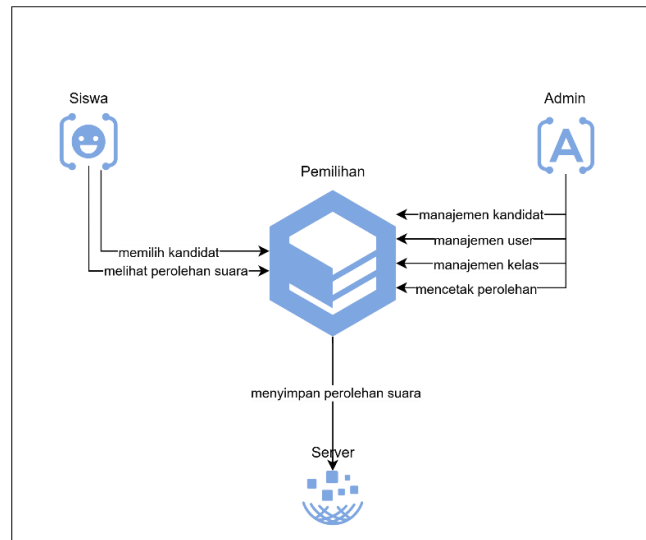 Siswa
Admin
Pemilihan
manajemen kandidat
manajemen user
memilih kandidat
manajemen kelas
melihat perolehan suara
mencetak perolehan
menyimpan perolehan suara
Server